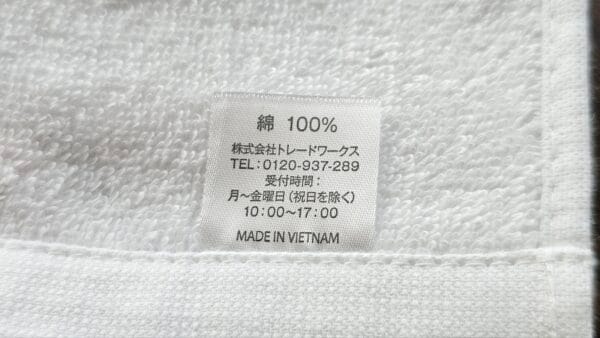 綿 100%
株式会社トレードワークス
TEL:0120-937-289
受付時間:
月~金曜日(祝日を除く)
10:00~17:00
MADE IN VIETNAM